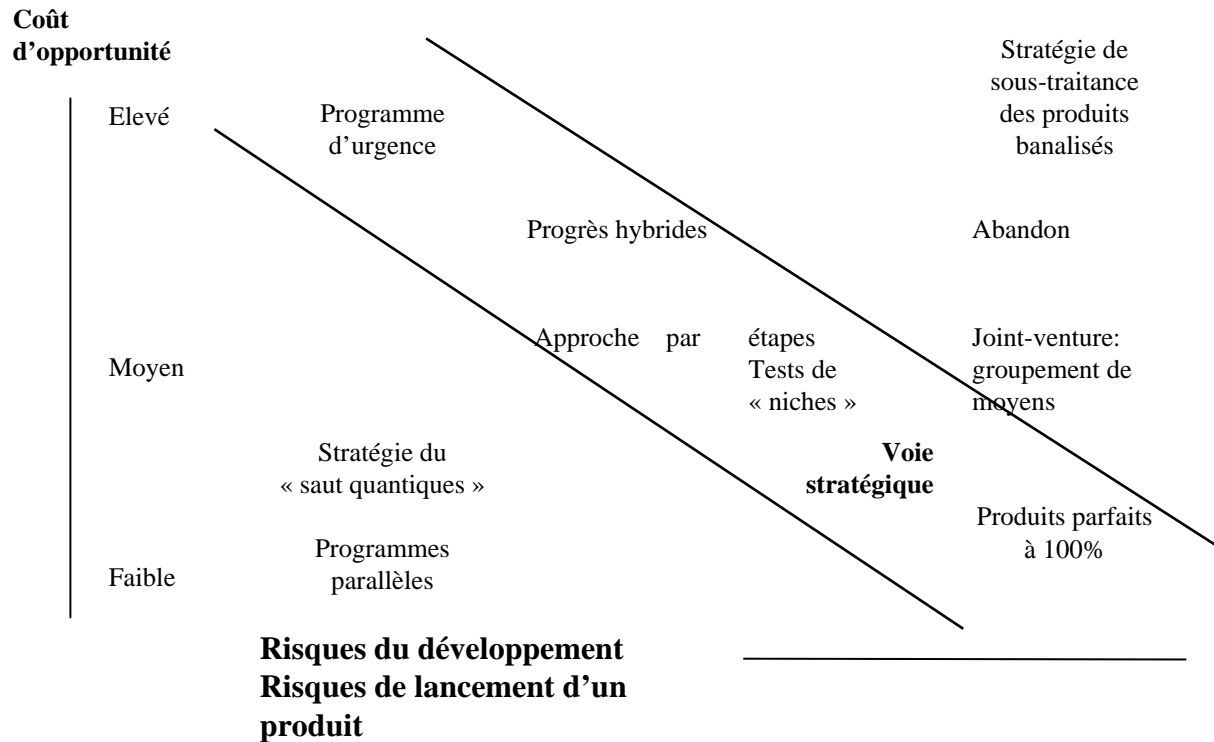 Coût
d’opportunité
Stratégie de
sous-traitance
des produits
banalisés
Elevé
Programme
d’urgence
Progrès hybrides
Abandon
Approche par étapes
Tests de
« niches »
Joint-venture:
groupement de
moyens
Moyen
Stratégie du
« saut quantiques »
Voie
stratégique
Produits parfaits
à 100%
Programmes
parallèles
Faible
Risques du développement
Risques de lancement d’un
produit